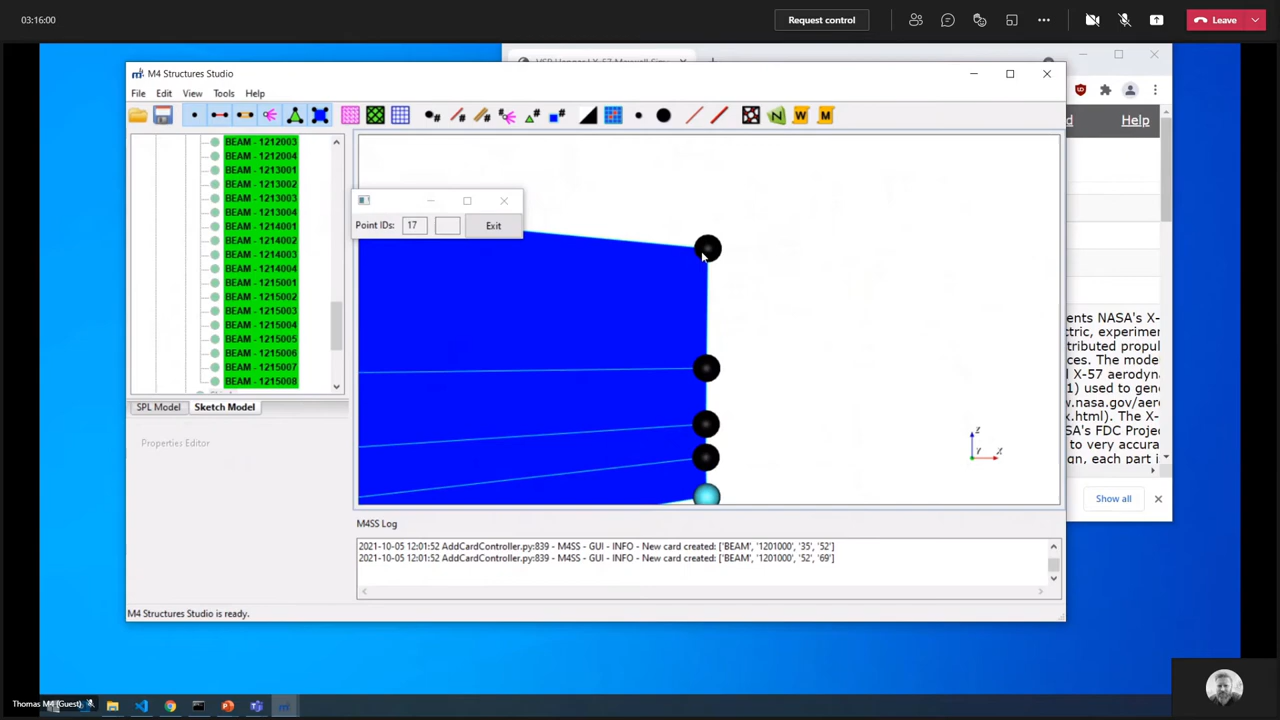 03:16:00
Request control
Leave
M4 Structures Studio
File Edit View Tools Help
BEAM - 1212003
BEAM - 1212004
BEAM - 1213001
BEAM - 1213002
BEAM - 1213003
BEAM - 1213004
BEAM - 1214001
BEAM - 1214002
BEAM - 1214003
BEAM - 1214004
BEAM - 1215001
BEAM - 1215002
BEAM - 1215003
BEAM - 1215004
BEAM - 1215005
BEAM - 1215006
BEAM - 1215007
BEAM - 1215008
SPL Model Sketch Model
Properties Editor
Point IDs: 17 Exit
Z
Y X
M4SS Log
2021-10-05 12:01:52 AddCardController.py:839 - M4SS - GUI - INFO - New card created: ['BEAM', '1201000', '35', '52']
2021-10-05 12:01:52 AddCardController.py:839 - M4SS - GUI - INFO - New card created: ['BEAM', '1201000', '52', '69']
M4 Structures Studio is ready.
d Help
ents NASA's X-
ctric, experimen
stributed propul
ces. The mode
d X-57 aerodyna
1) used to gene
w.nasa.gov/aer
x.html). The X-
SA's FDC Projec
to very accura
ign, each part i
Show all
Thomas M4 (Guest)